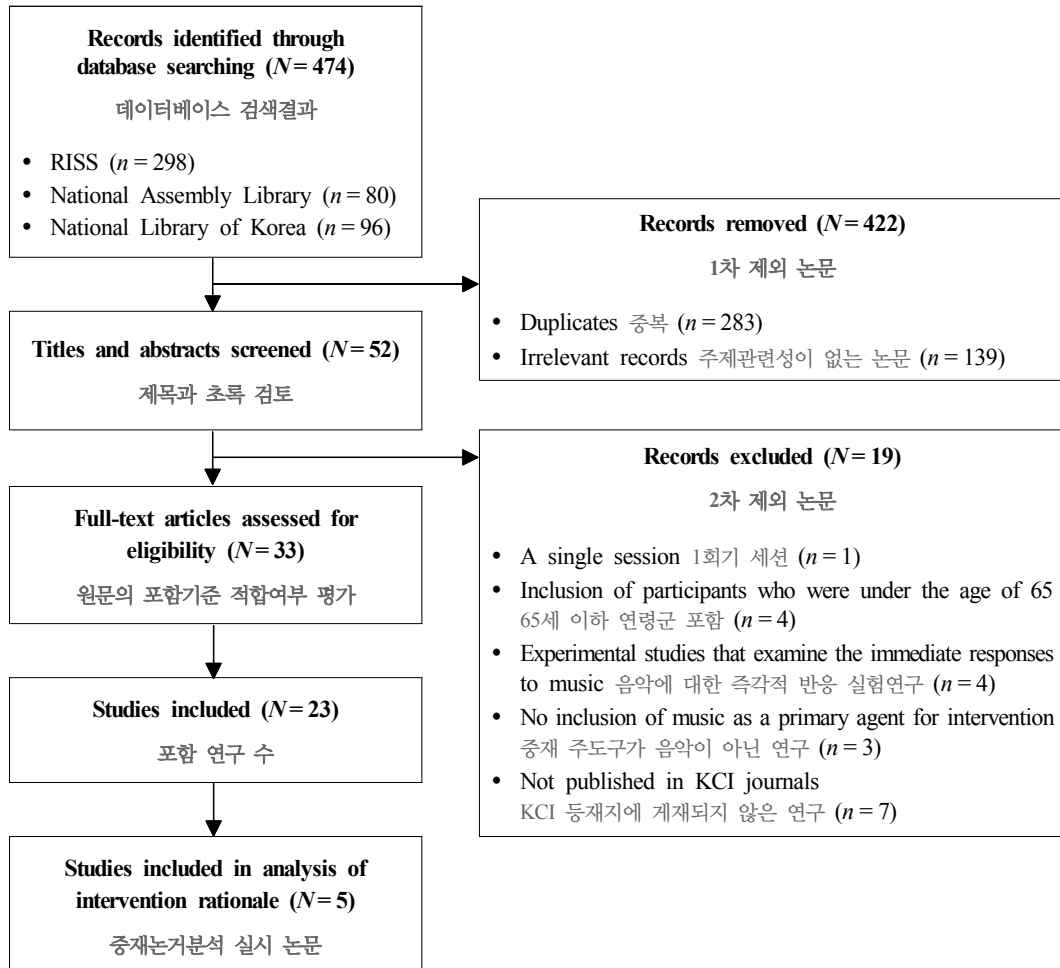 Records identified through
database searching (N = 474)
데이터베이스 검색결과
• RISS (n = 298)
• National Assembly Library (n = 80)
• National Library of Korea (n = 96)
Records removed (N = 422)
1차 제외 논문
• Duplicates 중복 (n = 283)
• Irrelevant records 주제관련성이 없는 논문 (n = 139)
Titles and abstracts screened (N = 52)
제목과 초록 검토
Records excluded (N = 19)
2차 제외 논문
• A single session 1회기 세션 (n = 1)
• Inclusion of participants who were under the age of 65
65세 이하 연령군 포함 (n = 4)
• Experimental studies that examine the immediate responses
to music 음악에 대한 즉각적 반응 실험연구 (n = 4)
• No inclusion of music as a primary agent for intervention
중재 주도구가 음악이 아닌 연구 (n = 3)
• Not published in KCI journals
KCI 등재지에 게재되지 않은 연구 (n = 7)
Full-text articles assessed for
eligibility (N = 33)
원문의 포함기준 적합여부 평가
Studies included (N = 23)
포함 연구 수
Studies included in analysis of
intervention rationale (N = 5)
중재논거분석 실시 논문